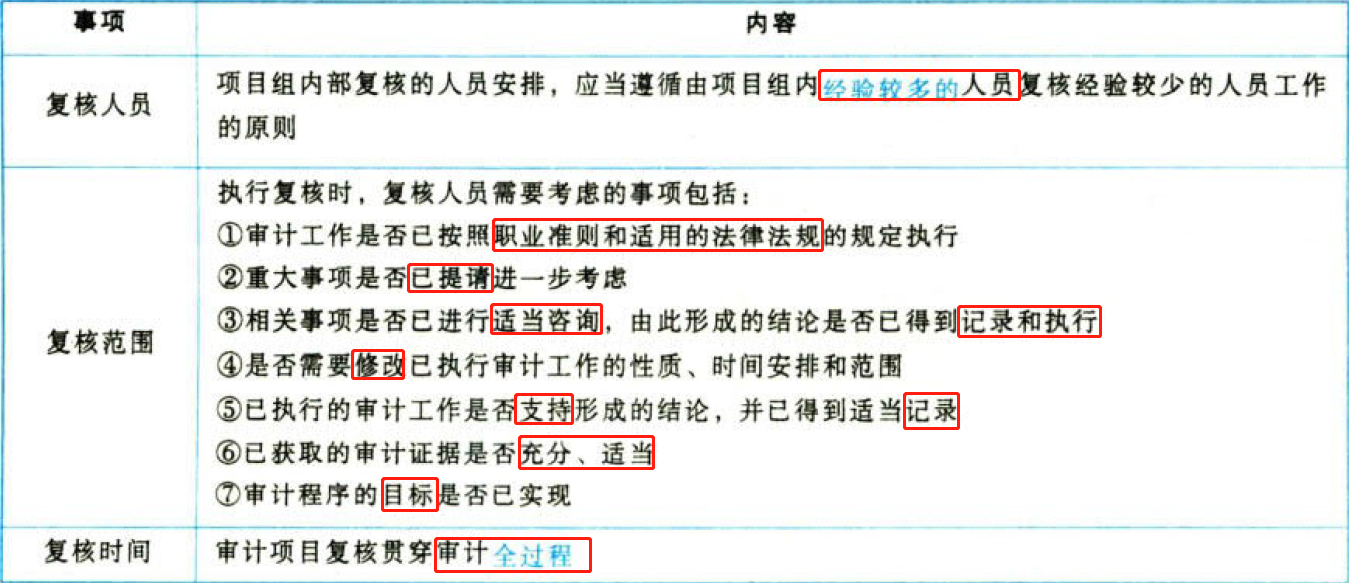 事项
内容
复核人员
项目组内部复核的人员安排，应当遵循由项目组内经验较多的人员复核经验较少的人员工作
的原则
复核范围
执行复核时，复核人员需要考虑的事项包括：
①审计工作是否已按照职业准则和适用的法律法规的规定执行
②重大事项是否已提请进一步考虑
③相关事项是否已进行适当咨询，由此形成的结论是否已得到记录和执行
④是否需要修改已执行审计工作的性质、时间安排和范围
⑤已执行的审计工作是否支持形成的结论，并已得到适当记录
⑥已获取的审计证据是否充分、适当
⑦审计程序的目标是否已实现
复核时间
审计项目复核贯穿审计全过程